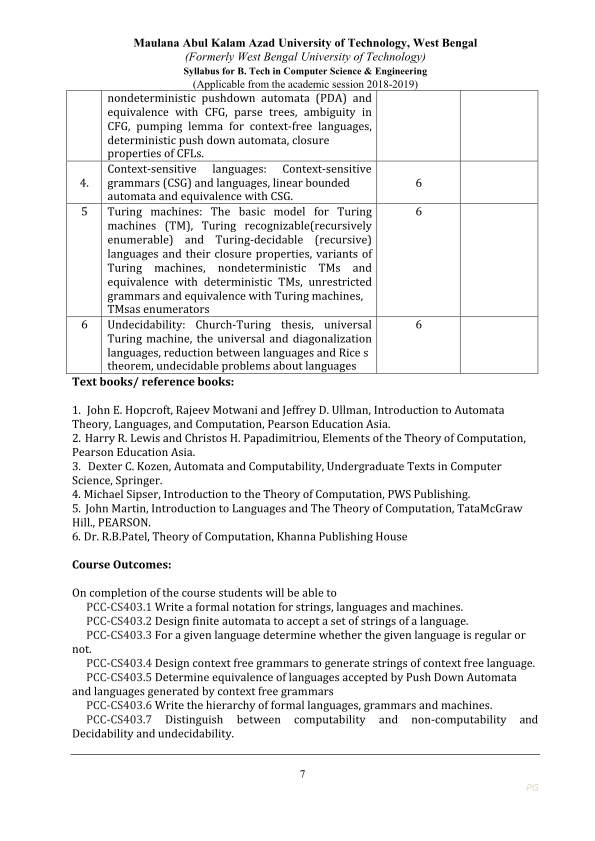 Maulana Abul Kalam Azad University of Technology, West Bengal
(Formerly West Bengal University of Technology)
Syllabus for B. Tech in Computer Science & Engineering
(Applicable from the academic session 2018-2019)
nondeterministic pushdown automata (PDA) and
equivalence with CFG, parse trees, ambiguity in
CFG, pumping lemma for context-free languages,
deterministic push down automata, closure
properties of CFLs.
Context-sensitive languages: Context-sensitive
4. grammars (CSG) and languages, linear bounded 6
automata and equivalence with CSG.
5 Turing machines: The basic model for Turing 6
machines (TM), Turing recognizable(recursively
enumerable) and Turing-decidable (recursive)
languages and their closure properties, variants of
Turing machines, nondeterministic TMs and
equivalence with deterministic TMs, unrestricted
grammars and equivalence with Turing machines,
TMsas enumerators
6 Undecidability: Church-Turing thesis, universal 6
Turing machine, the universal and diagonalization
languages, reduction between languages and Rice s
theorem, undecidable problems about languages
Text books/ reference books:
1. John E. Hopcroft, Rajeev Motwani and Jeffrey D. Ullman, Introduction to Automata
Theory, Languages, and Computation, Pearson Education Asia.
2. Harry R. Lewis and Christos H. Papadimitriou, Elements of the Theory of Computation,
Pearson Education Asia.
3. Dexter C. Kozen, Automata and Computability, Undergraduate Texts in Computer
Science, Springer.
4. Michael Sipser, Introduction to the Theory of Computation, PWS Publishing.
5. John Martin, Introduction to Languages and The Theory of Computation, TataMcGraw
Hill., PEARSON.
6. Dr. R.B.Patel, Theory of Computation, Khanna Publishing House
Course Outcomes:
On completion of the course students will be able to
PCC-CS403.1 Write a formal notation for strings, languages and machines.
PCC-CS403.2 Design finite automata to accept a set of strings of a language.
PCC-CS403.3 For a given language determine whether the given language is regular or
not.
PCC-CS403.4 Design context free grammars to generate strings of context free language.
PCC-CS403.5 Determine equivalence of languages accepted by Push Down Automata
and languages generated by context free grammars
PCC-CS403.6 Write the hierarchy of formal languages, grammars and machines.
PCC-CS403.7 Distinguish between computability and non-computability and
Decidability and undecidability.
7
PG